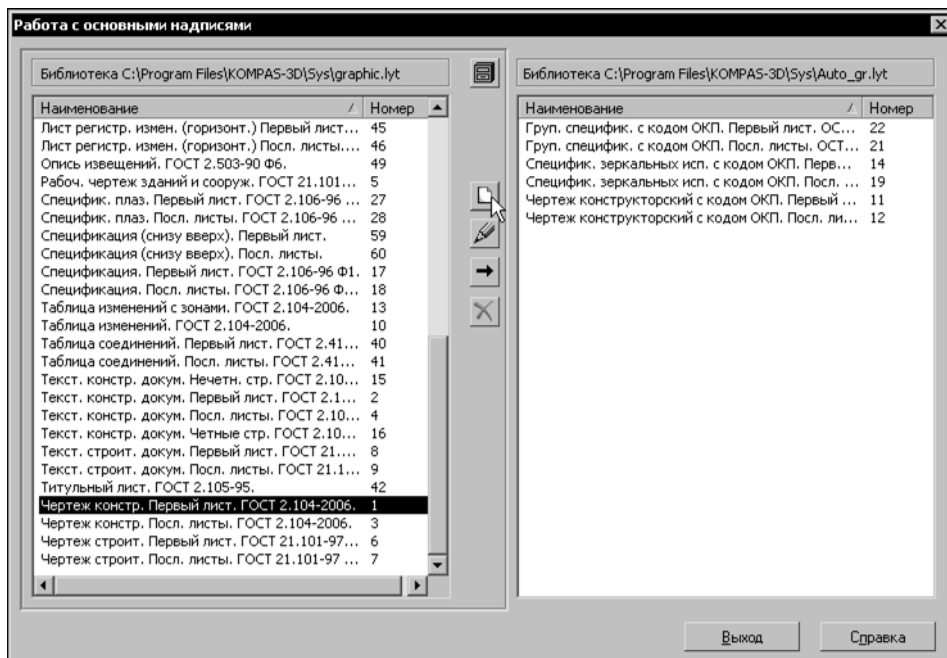 Работа с основными надписями
Библиотека C:\Program Files\KOMPAS-3D\Sys\graphic.lyt
Наименование Номер
Лист регистр. измен. (горизонт.) Первый лист... 45
Лист регистр. измен. (горизонт.) Посл. листы.... 46
Опись извещений. ГОСТ 2.503-90 Ф6. 49
Рабоч. чертеж зданий и сооруж. ГОСТ 21.101... 5
Специфик. плаз. Первый лист. ГОСТ 2.106-96 ... 27
Специфик. плаз. Посл. листы. ГОСТ 2.106-96 ... 28
Спецификация (снизу вверх). Первый лист. 59
Спецификация (снизу вверх). Посл. листы. 60
Спецификация. Первый лист. ГОСТ 2.106-96 Ф1. 17
Спецификация. Посл. листы. ГОСТ 2.106-96 Ф... 18
Таблица изменений с зонами. ГОСТ 2.104-2006. 13
Таблица изменений. ГОСТ 2.104-2006. 10
Таблица соединений. Первый лист. ГОСТ 2.41... 40
Таблица соединений. Посл. листы. ГОСТ 2.41... 41
Текст. констр. докум. Нечетн. стр. ГОСТ 2.10... 15
Текст. констр. докум. Первый лист. ГОСТ 2.1... 2
Текст. констр. докум. Посл. листы. ГОСТ 2.10... 4
Текст. констр. докум. Четные стр. ГОСТ 2.10... 16
Текст. строит. докум. Первый лист. ГОСТ 21.... 8
Текст. строит. докум. Посл. листы. ГОСТ 21.1... 9
Титульный лист. ГОСТ 2.105-95. 42
Чертеж констр. Первый лист. ГОСТ 2.104-2006. 1
Чертеж констр. Посл. листы. ГОСТ 2.104-2006. 3
Чертеж строит. Первый лист. ГОСТ 21.101-97... 6
Чертеж строит. Посл. листы. ГОСТ 21.101-97 ... 7
Библиотека C:\Program Files\KOMPAS-3D\Sys\Auto_gr.lyt
Наименование Номер
Груп. специфик. с кодом ОКП. Первый лист. ОС... 22
Груп. специфик. с кодом ОКП. Посл. листы. ОСТ... 21
Специфик. зеркальных исп. с кодом ОКП. Перв... 14
Специфик. зеркальных исп. с кодом ОКП. Посл. ... 19
Чертеж конструкторский с кодом ОКП. Первый ... 11
Чертеж конструкторский с кодом ОКП. Посл. ли... 12
Выход
Справка